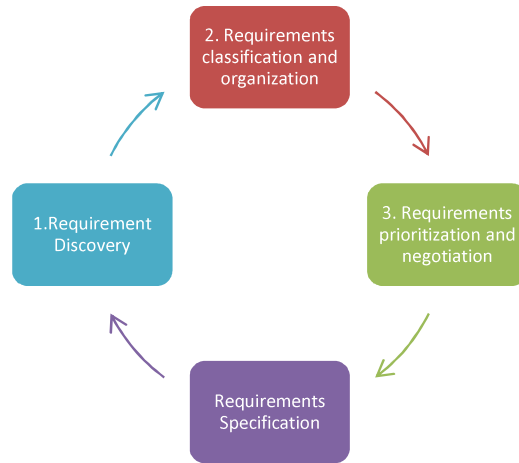 2. Requirements
classification and
organization
1.Requirement
Discovery
3. Requirements
prioritization and
negotiation
Requirements
Specification